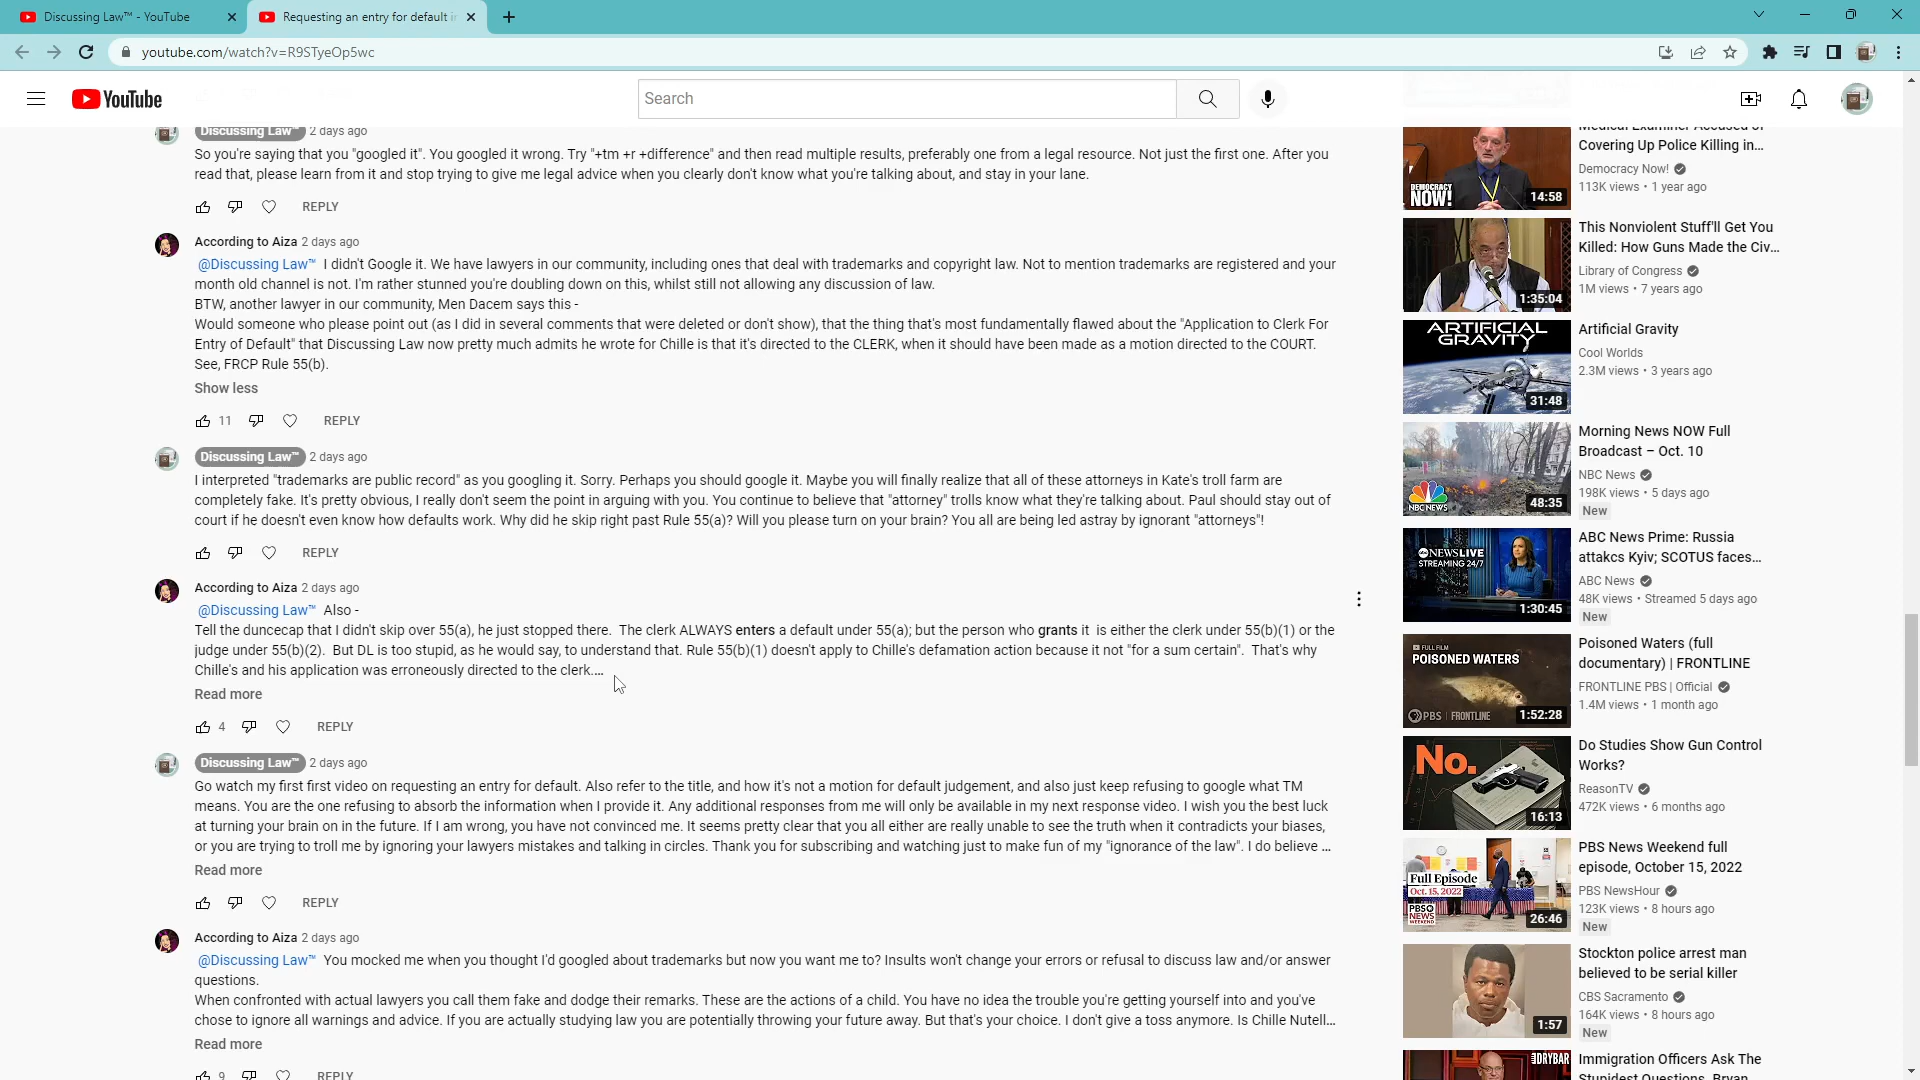 Discussing Law™ - YouTube
Requesting an entry for default in
youtube.com/watch?v=R9STyeOp5wc
YouTube
Search
Discussing Law™ 2 days ago
So you're saying that you "googled it". You googled it wrong. Try "+tm +r +difference" and then read multiple results, preferably one from a legal resource. Not just the first one. After you
read that, please learn from it and stop trying to give me legal advice when you clearly don't know what you're talking about, and stay in your lane.
REPLY
According to Aiza 2 days ago
@Discussing Law™ I didn't Google it. We have lawyers in our community, including ones that deal with trademarks and copyright law. Not to mention trademarks are registered and your
month old channel is not. I'm rather stunned you're doubling down on this, whilst still not allowing any discussion of law.
BTW, another lawyer in our community, Men Dacem says this -
Would someone who please point out (as I did in several comments that were deleted or don't show), that the thing that's most fundamentally flawed about the "Application to Clerk For
Entry of Default" that Discussing Law now pretty much admits he wrote for Chille is that it's directed to the CLERK, when it should have been made as a motion directed to the COURT.
See, FRCP Rule 55(b).
Show less
11 REPLY
Discussing Law™ 2 days ago
I interpreted "trademarks are public record" as you googling it. Sorry. Perhaps you should google it. Maybe you will finally realize that all of these attorneys in Kate's troll farm are
completely fake. It's pretty obvious, I really don't seem the point in arguing with you. You continue to believe that "attorney" trolls know what they're talking about. Paul should stay out of
court if he doesn't even know how defaults work. Why did he skip right past Rule 55(a)? Will you please turn on your brain? You all are being led astray by ignorant "attorneys"!
REPLY
According to Aiza 2 days ago
@Discussing Law™ Also -
Tell the duncecap that I didn't skip over 55(a), he just stopped there. The clerk ALWAYS enters a default under 55(a); but the person who grants it is either the clerk under 55(b)(1) or the
judge under 55(b)(2). But DL is too stupid, as he would say, to understand that. Rule 55(b)(1) doesn't apply to Chille's defamation action because it not "for a sum certain". That's why
Chille's and his application was erroneously directed to the clerk....
Read more
4 REPLY
Discussing Law™ 2 days ago
Go watch my first first video on requesting an entry for default. Also refer to the title, and how it's not a motion for default judgement, and also just keep refusing to google what TM
means. You are the one refusing to absorb the information when I provide it. Any additional responses from me will only be available in my next response video. I wish you the best luck
at turning your brain on in the future. If I am wrong, you have not convinced me. It seems pretty clear that you all either are really unable to see the truth when it contradicts your biases,
or you are trying to troll me by ignoring your lawyers mistakes and talking in circles. Thank you for subscribing and watching just to make fun of my "ignorance of the law". I do believe ...
Read more
REPLY
According to Aiza 2 days ago
@Discussing Law™ You mocked me when you thought I'd googled about trademarks but now you want me to? Insults won't change your errors or refusal to discuss law and/or answer
questions.
When confronted with actual lawyers you call them fake and dodge their remarks. These are the actions of a child. You have no idea the trouble you're getting yourself into and you've
chose to ignore all warnings and advice. If you are actually studying law you are potentially throwing your future away. But that's your choice. I don't give a toss anymore. Is Chille Nutell...
Read more
9 REPLY
Medical Examiner Accused of
Covering Up Police Killing in...
Democracy Now!
113K views • 1 year ago
DEMOCRACY
NOW!
14:58
This Nonviolent Stuff'll Get You
Killed: How Guns Made the Civ...
Library of Congress
1M views • 7 years ago
1:35:04
ARTIFICIAL
GRAVITY
31:48
Artificial Gravity
Cool Worlds
2.3M views • 3 years ago
Morning News NOW Full
Broadcast – Oct. 10
NBC News
198K views • 5 days ago
New
NBC NEWS
48:35
ABC News Prime: Russia
attakcs Kyiv; SCOTUS faces...
ABC News
48K views • Streamed 5 days ago
New
abc NEWSLIVE
STREAMING 24/7
1:30:45
Poisoned Waters (full
documentary) | FRONTLINE
FRONTLINE PBS | Official
1.4M views • 1 month ago
FULL FILM
POISONED WATERS
PBS FRONTLINE
1:52:28
Do Studies Show Gun Control
Works?
ReasonTV
472K views • 6 months ago
No.
16:13
PBS News Weekend full
episode, October 15, 2022
PBS NewsHour
123K views • 8 hours ago
New
Full Episode
Oct. 15, 2022
PBS
NEWS
WEEKEND
26:46
Stockton police arrest man
believed to be serial killer
CBS Sacramento
164K views • 8 hours ago
New
1:57
Immigration Officers Ask The
Stupidest Questions. Bryan
DRYBAR